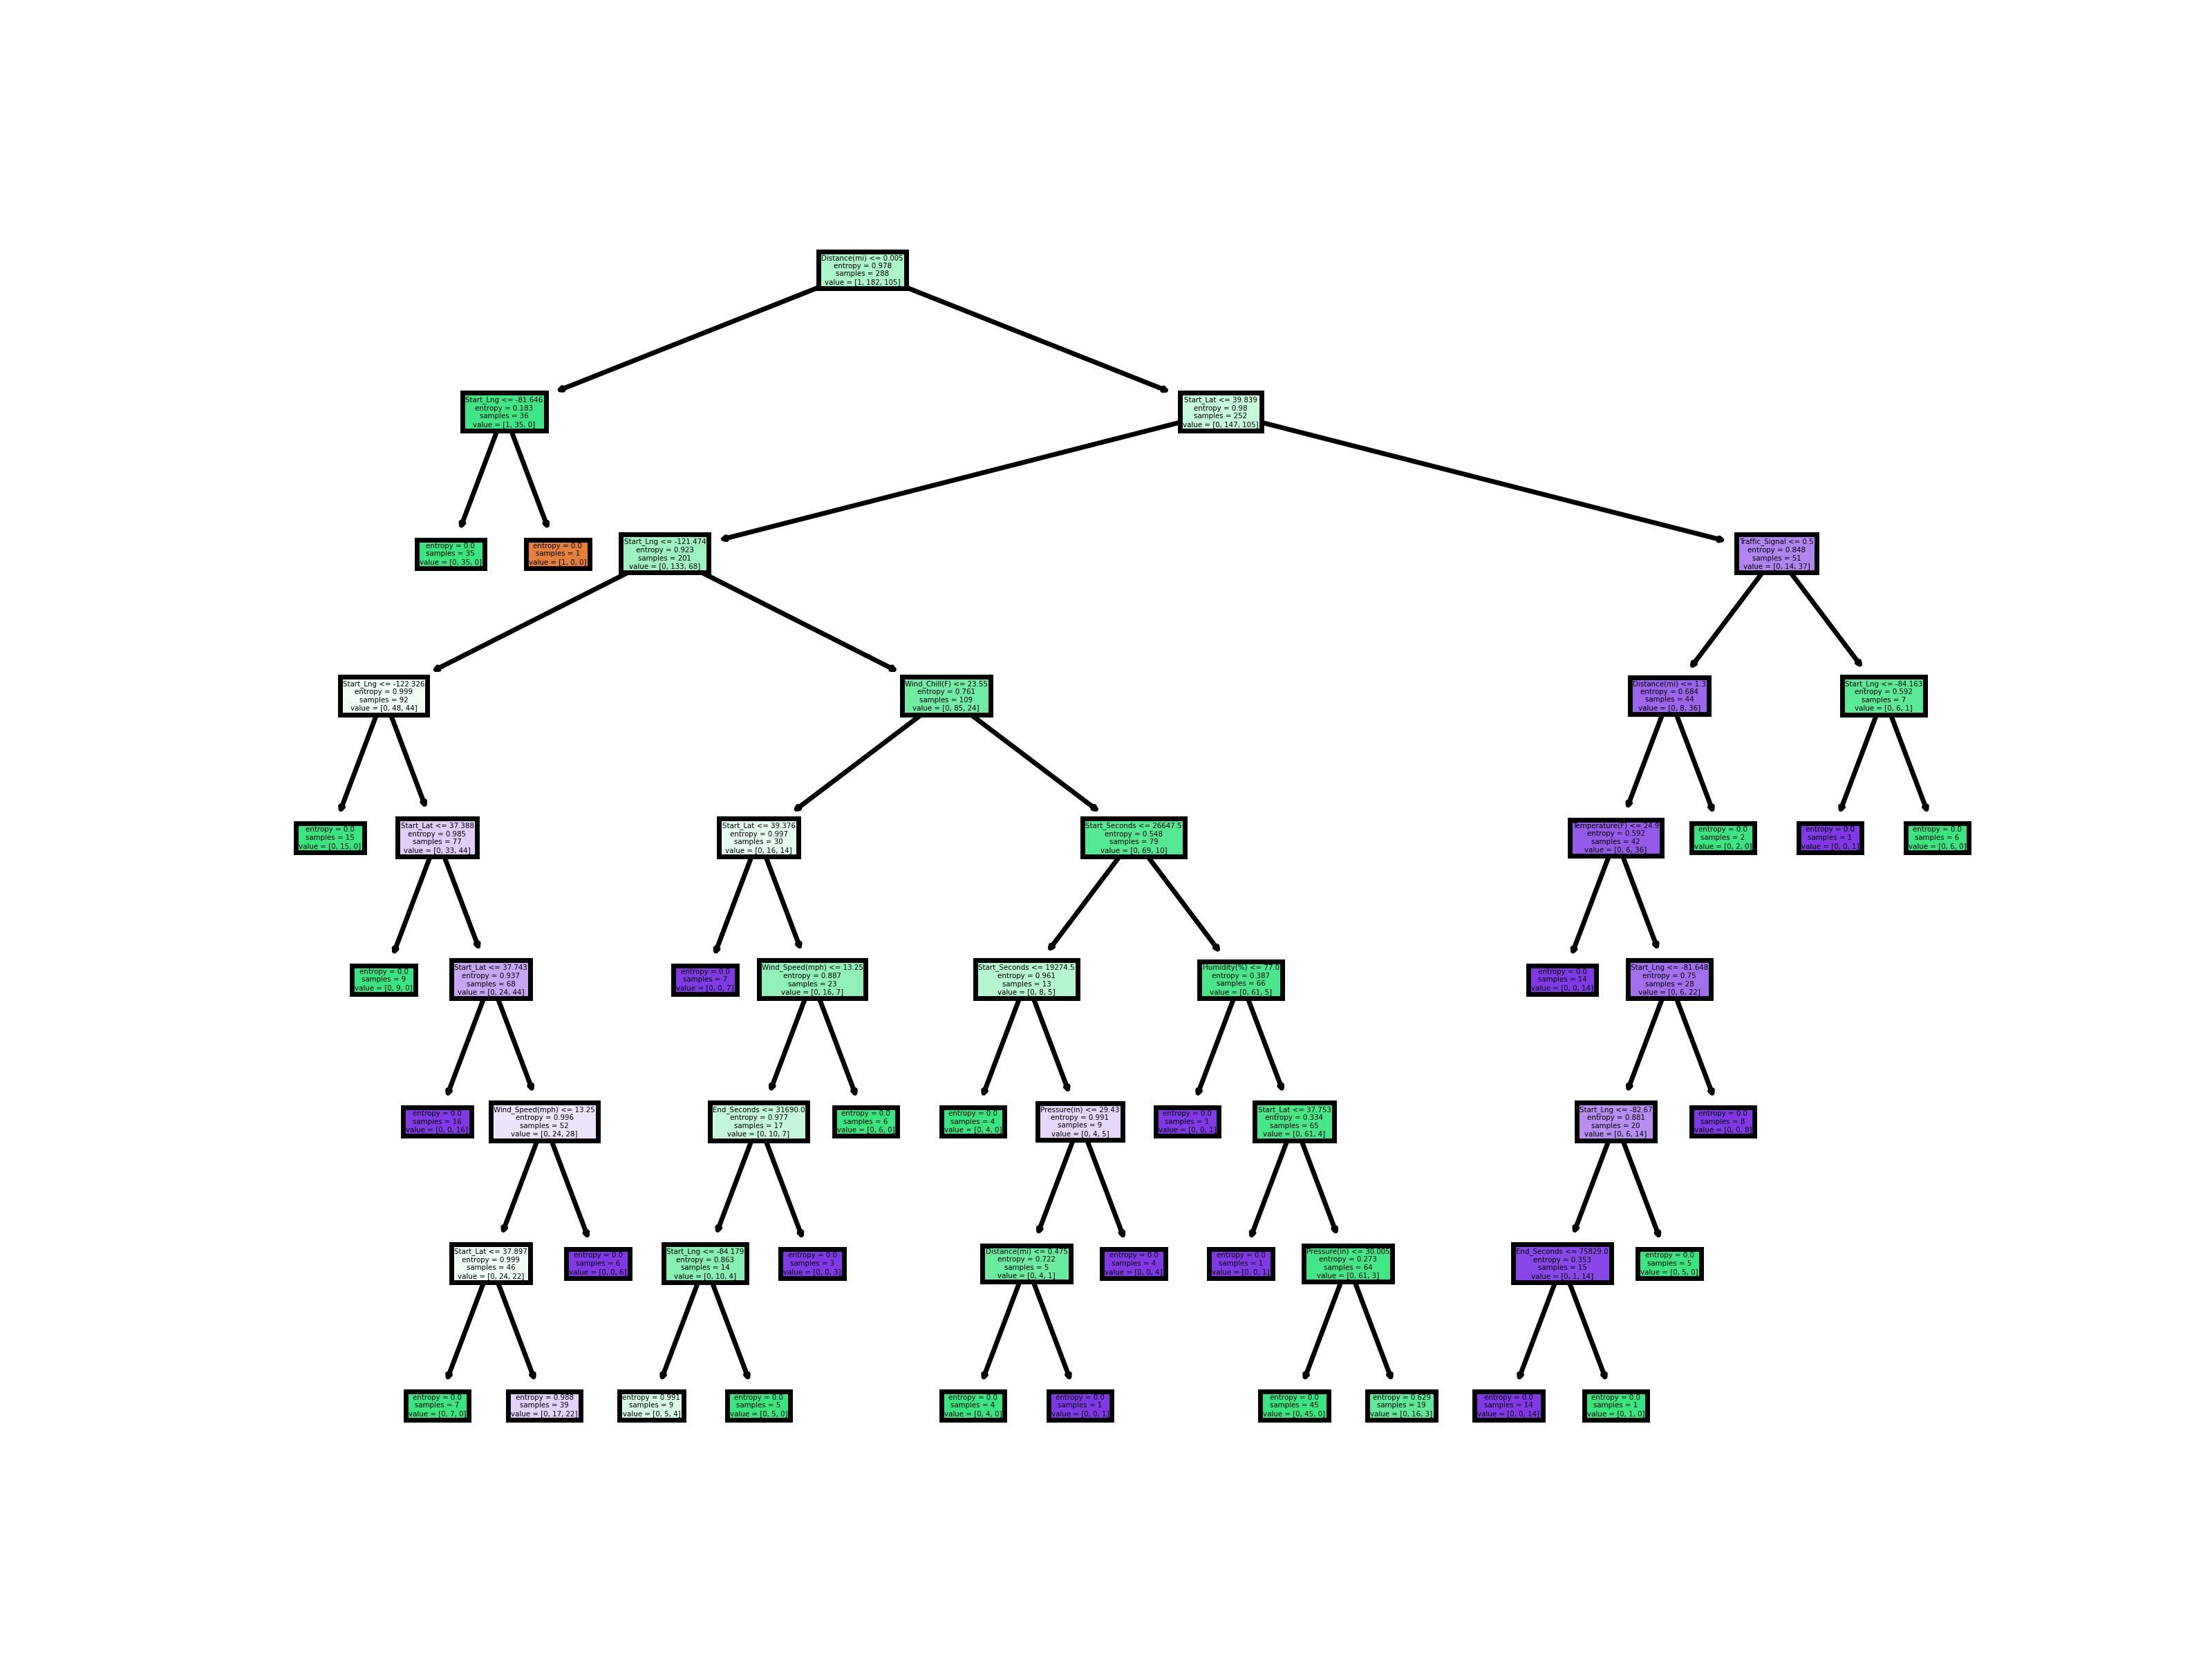 Distance(mi) <= 0.005
entropy = 0.978
samples = 288
value = [1, 182, 105]
Start_Lng <= -81.646
entropy = 0.183
samples = 36
value = [1, 35, 0]
Start_Lat <= 39.839
entropy = 0.98
samples = 252
value = [0, 147, 105]
entropy = 0.0
samples = 35
value = [0, 35, 0]
entropy = 0.0
samples = 1
value = [1, 0, 0]
Start_Lng <= -121.474
entropy = 0.923
samples = 201
value = [0, 133, 68]
Traffic_Signal <= 0.5
entropy = 0.848
samples = 51
value = [0, 14, 37]
Start_Lng <= -122.326
entropy = 0.999
samples = 92
value = [0, 48, 44]
Wind_Chill(F) <= 23.55
entropy = 0.761
samples = 109
value = [0, 85, 24]
Distance(mi) <= 1.3
entropy = 0.684
samples = 44
value = [0, 8, 36]
Start_Lng <= -84.163
entropy = 0.592
samples = 7
value = [0, 6, 1]
entropy = 0.0
samples = 15
value = [0, 15, 0]
Start_Lat <= 37.388
entropy = 0.985
samples = 77
value = [0, 33, 44]
Start_Lat <= 39.376
entropy = 0.997
samples = 30
value = [0, 16, 14]
Start_Seconds <= 26647.5
entropy = 0.548
samples = 79
value = [0, 69, 10]
Temperature(F) <= 24.9
entropy = 0.592
samples = 42
value = [0, 6, 36]
entropy = 0.0
samples = 2
value = [0, 2, 0]
entropy = 0.0
samples = 1
value = [0, 0, 1]
entropy = 0.0
samples = 6
value = [0, 6, 0]
entropy = 0.0
samples = 9
value = [0, 9, 0]
Start_Lat <= 37.743
entropy = 0.937
samples = 68
value = [0, 24, 44]
entropy = 0.0
samples = 7
value = [0, 0, 7]
Wind_Speed(mph) <= 13.25
entropy = 0.887
samples = 23
value = [0, 16, 7]
Start_Seconds <= 19274.5
entropy = 0.961
samples = 13
value = [0, 8, 5]
Humidity(%) <= 77.0
entropy = 0.387
samples = 66
value = [0, 61, 5]
entropy = 0.0
samples = 14
value = [0, 0, 14]
Start_Lng <= -81.648
entropy = 0.75
samples = 28
value = [0, 6, 22]
entropy = 0.0
samples = 16
value = [0, 0, 16]
Wind_Speed(mph) <= 13.25
entropy = 0.996
samples = 52
value = [0, 24, 28]
End_Seconds <= 31690.0
entropy = 0.977
samples = 17
value = [0, 10, 7]
entropy = 0.0
samples = 6
value = [0, 6, 0]
entropy = 0.0
samples = 4
value = [0, 4, 0]
Pressure(in) <= 29.43
entropy = 0.991
samples = 9
value = [0, 4, 5]
entropy = 0.0
samples = 1
value = [0, 0, 1]
Start_Lat <= 37.753
entropy = 0.334
samples = 65
value = [0, 61, 4]
Start_Lng <= -82.67
entropy = 0.881
samples = 20
value = [0, 6, 14]
entropy = 0.0
samples = 8
value = [0, 0, 8]
Start_Lat <= 37.897
entropy = 0.999
samples = 46
value = [0, 24, 22]
entropy = 0.0
samples = 6
value = [0, 0, 6]
Start_Lng <= -84.179
entropy = 0.863
samples = 14
value = [0, 10, 4]
entropy = 0.0
samples = 3
value = [0, 0, 3]
Distance(mi) <= 0.475
entropy = 0.722
samples = 5
value = [0, 4, 1]
entropy = 0.0
samples = 4
value = [0, 0, 4]
entropy = 0.0
samples = 1
value = [0, 0, 1]
Pressure(in) <= 30.005
entropy = 0.273
samples = 64
value = [0, 61, 3]
End_Seconds <= 75829.0
entropy = 0.353
samples = 15
value = [0, 1, 14]
entropy = 0.0
samples = 5
value = [0, 5, 0]
entropy = 0.0
samples = 7
value = [0, 7, 0]
entropy = 0.988
samples = 39
value = [0, 17, 22]
entropy = 0.991
samples = 9
value = [0, 5, 4]
entropy = 0.0
samples = 5
value = [0, 5, 0]
entropy = 0.0
samples = 4
value = [0, 4, 0]
entropy = 0.0
samples = 1
value = [0, 0, 1]
entropy = 0.0
samples = 45
value = [0, 45, 0]
entropy = 0.629
samples = 19
value = [0, 16, 3]
entropy = 0.0
samples = 14
value = [0, 0, 14]
entropy = 0.0
samples = 1
value = [0, 1, 0]